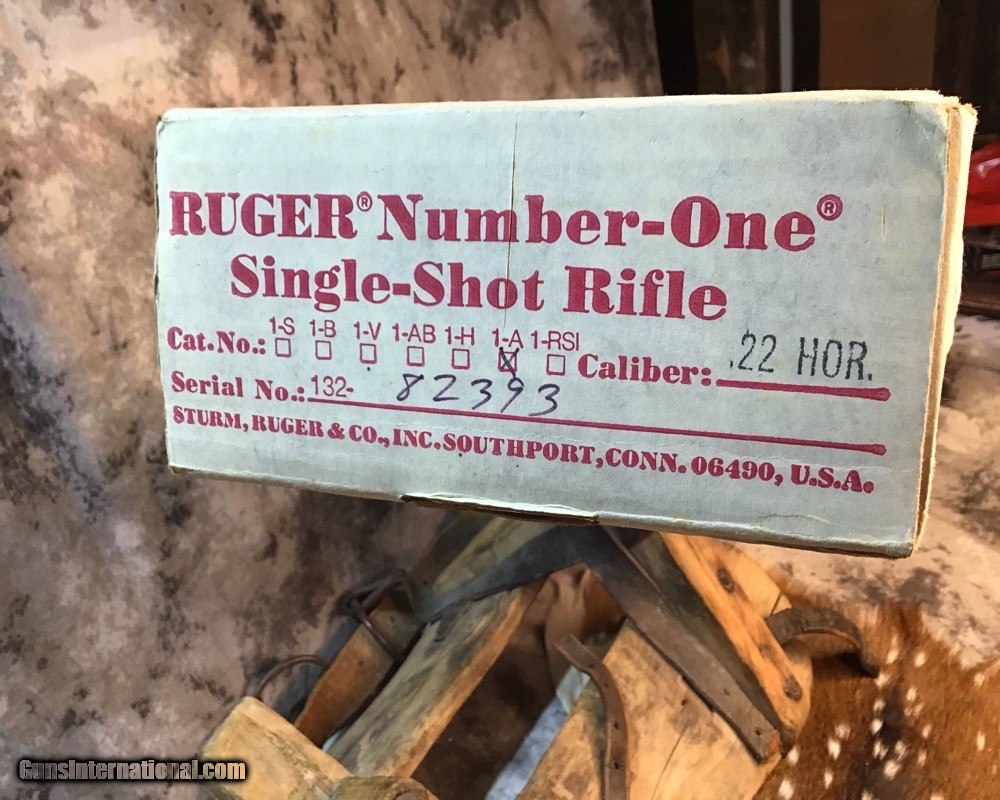 RUGER® Number-One®
Single-Shot Rifle
Cat. No.: 1-S 1-B 1-V 1-AB 1-H 1-A 1-RSI Caliber: .22 HOR.
Serial No.: 132- 82393
STURM, RUGER & CO., INC. SOUTHPORT, CONN. 06490, U.S.A.
GunsInternational.com